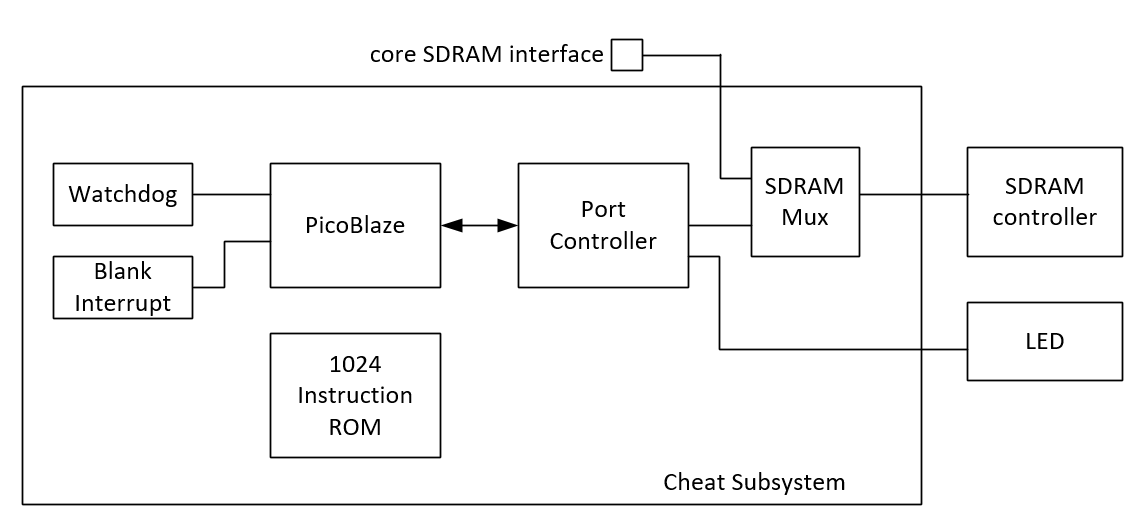 core SDRAM interface
Watchdog
PicoBlaze
Port
Controller
SDRAM
Mux
SDRAM
controller
Blank
Interrupt
LED
1024
Instruction
ROM
Cheat Subsystem